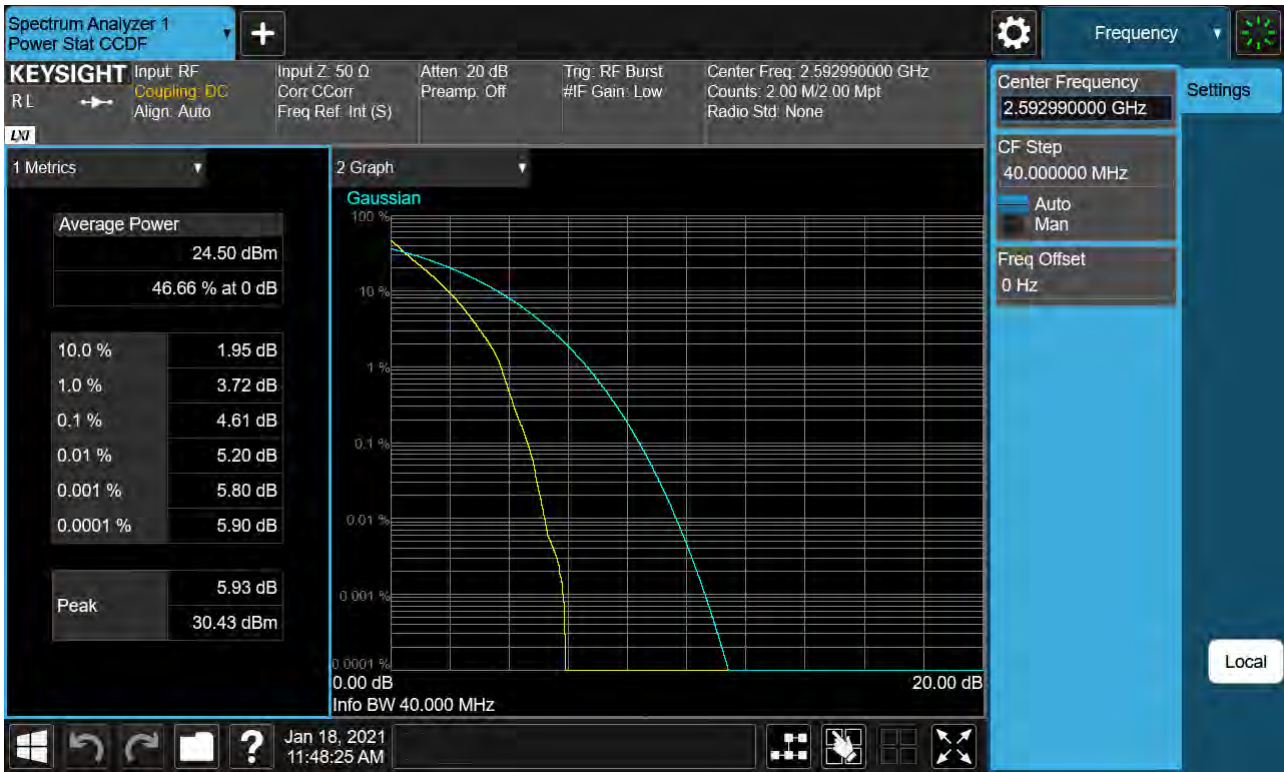 Spectrum Analyzer 1
Power Stat CCDF
Frequency
KEYSIGHT
R L
LXI
Input: RF
Coupling: DC
Align: Auto
Input Z: 50 Ω
Corr CCorr
Freq Ref: Int (S)
Atten: 20 dB
Preamp: Off
Trig: RF Burst
#IF Gain: Low
Center Freq: 2.592990000 GHz
Counts: 2.00 M/2.00 Mpt
Radio Std: None
Center Frequency
2.592990000 GHz
Settings
CF Step
40.000000 MHz
Auto
Man
Freq Offset
0 Hz
Local
1 Metrics
Average Power
24.50 dBm
46.66 % at 0 dB
10.0 % 1.95 dB
1.0 % 3.72 dB
0.1 % 4.61 dB
0.01 % 5.20 dB
0.001 % 5.80 dB
0.0001 % 5.90 dB
Peak
5.93 dB
30.43 dBm
2 Graph
Gaussian
100 %
10 %
1 %
0.1 %
0.01 %
0.001 %
0.0001 %
0.00 dB 20.00 dB
Info BW 40.000 MHz
?
Jan 18, 2021
11:48:25 AM